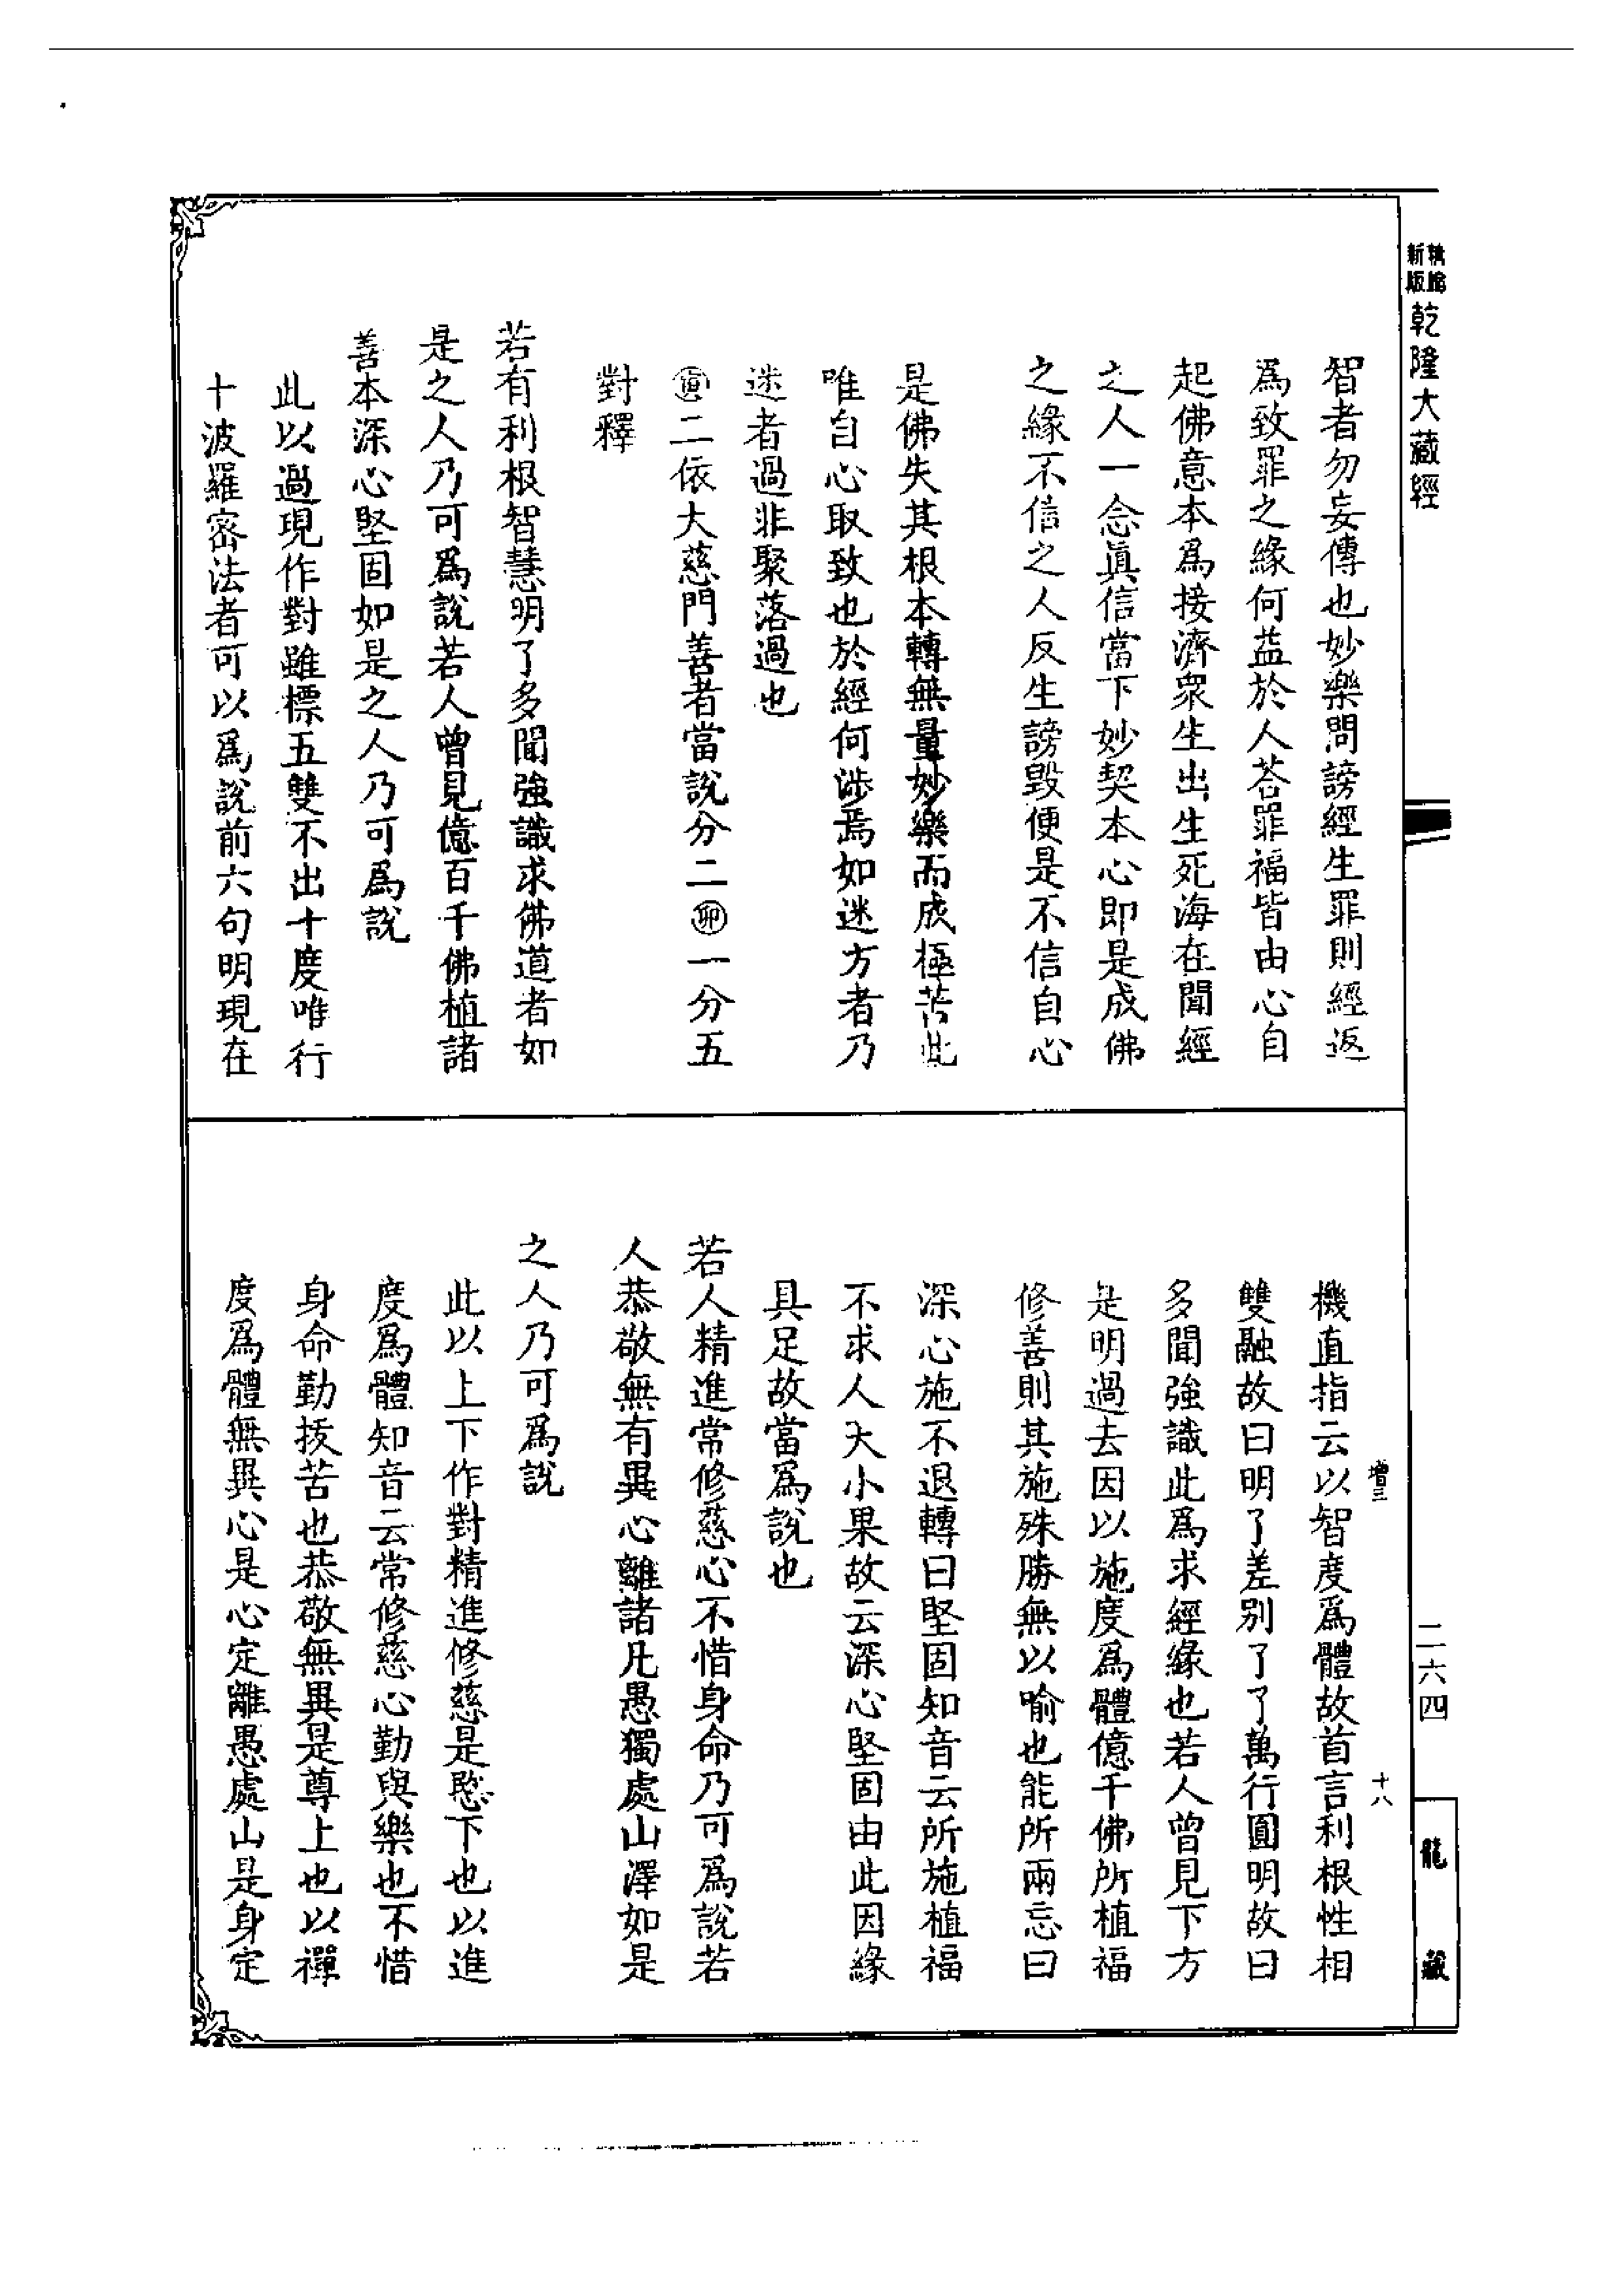 乾隆大藏經
智者勿妄傳也妙樂問謗經生罪則經返
爲致罪之緣何益於人荅罪福皆由心自
起佛意本爲接濟衆生出生死海在聞經
之人一念眞信當下妙契本心即是成佛
之緣不信之人反生謗毀便是不信自心
是佛失其根本轉無量妙樂而成極苦此
唯自心取致也於經何涉焉如迷方者乃
迷者過非聚落過也
寅二依大慈門善者當說分二卯一分五
對釋
若有利根智慧明了多聞強識求佛道者如
是之人乃可爲說若人曾見億百千佛植諸
善本深心堅固如是之人乃可爲說
此以過現作對雖標五雙不出十度唯行
十波羅密法者可以爲說前六句明現在
機直指云以智度爲體故首言利根性相
雙融故曰明了差別了了萬行圓明故曰
多聞強識此爲求經緣也若人曾見下方
是明過去因以施度爲體億千佛所植福
修善則其施殊勝無以喻也能所兩忘曰
深心施不退轉曰堅固知音云所施植福
不求人天小果故云深心堅固由此因緣
具足故當爲說也
若人精進常修慈心不惜身命乃可爲說若
人恭敬無有異心離諸凡愚獨處山澤如是
之人乃可爲說
此以上下作對精進修慈是愍下也以進
度爲體知音云常修慈心勤與樂也不惜
身命勤拔苦也恭敬無異是尊上也以禪
度爲體無異心是心定離愚處山是身定
增三
十八
二六四
龍藏